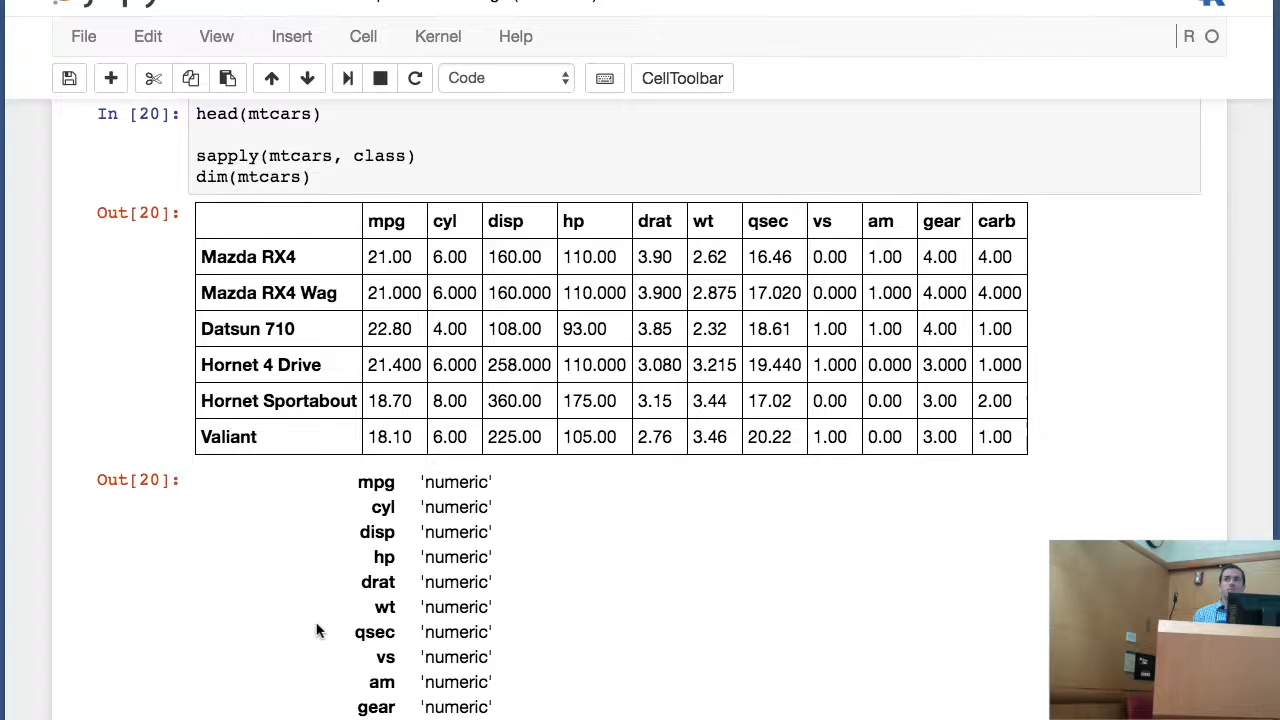 File Edit View Insert Cell Kernel Help R
Code CellToolbar
In [20]: head(mtcars)
sapply(mtcars, class)
dim(mtcars)
Out[20]:
mpg cyl disp hp drat wt qsec vs am gear carb
Mazda RX4 21.00 6.00 160.00 110.00 3.90 2.62 16.46 0.00 1.00 4.00 4.00
Mazda RX4 Wag 21.000 6.000 160.000 110.000 3.900 2.875 17.020 0.000 1.000 4.000 4.000
Datsun 710 22.80 4.00 108.00 93.00 3.85 2.32 18.61 1.00 1.00 4.00 1.00
Hornet 4 Drive 21.400 6.000 258.000 110.000 3.080 3.215 19.440 1.000 0.000 3.000 1.000
Hornet Sportabout 18.70 8.00 360.00 175.00 3.15 3.44 17.02 0.00 0.00 3.00 2.00
Valiant 18.10 6.00 225.00 105.00 2.76 3.46 20.22 1.00 0.00 3.00 1.00
Out[20]: mpg 'numeric'
cyl 'numeric'
disp 'numeric'
hp 'numeric'
drat 'numeric'
wt 'numeric'
qsec 'numeric'
vs 'numeric'
am 'numeric'
gear 'numeric'